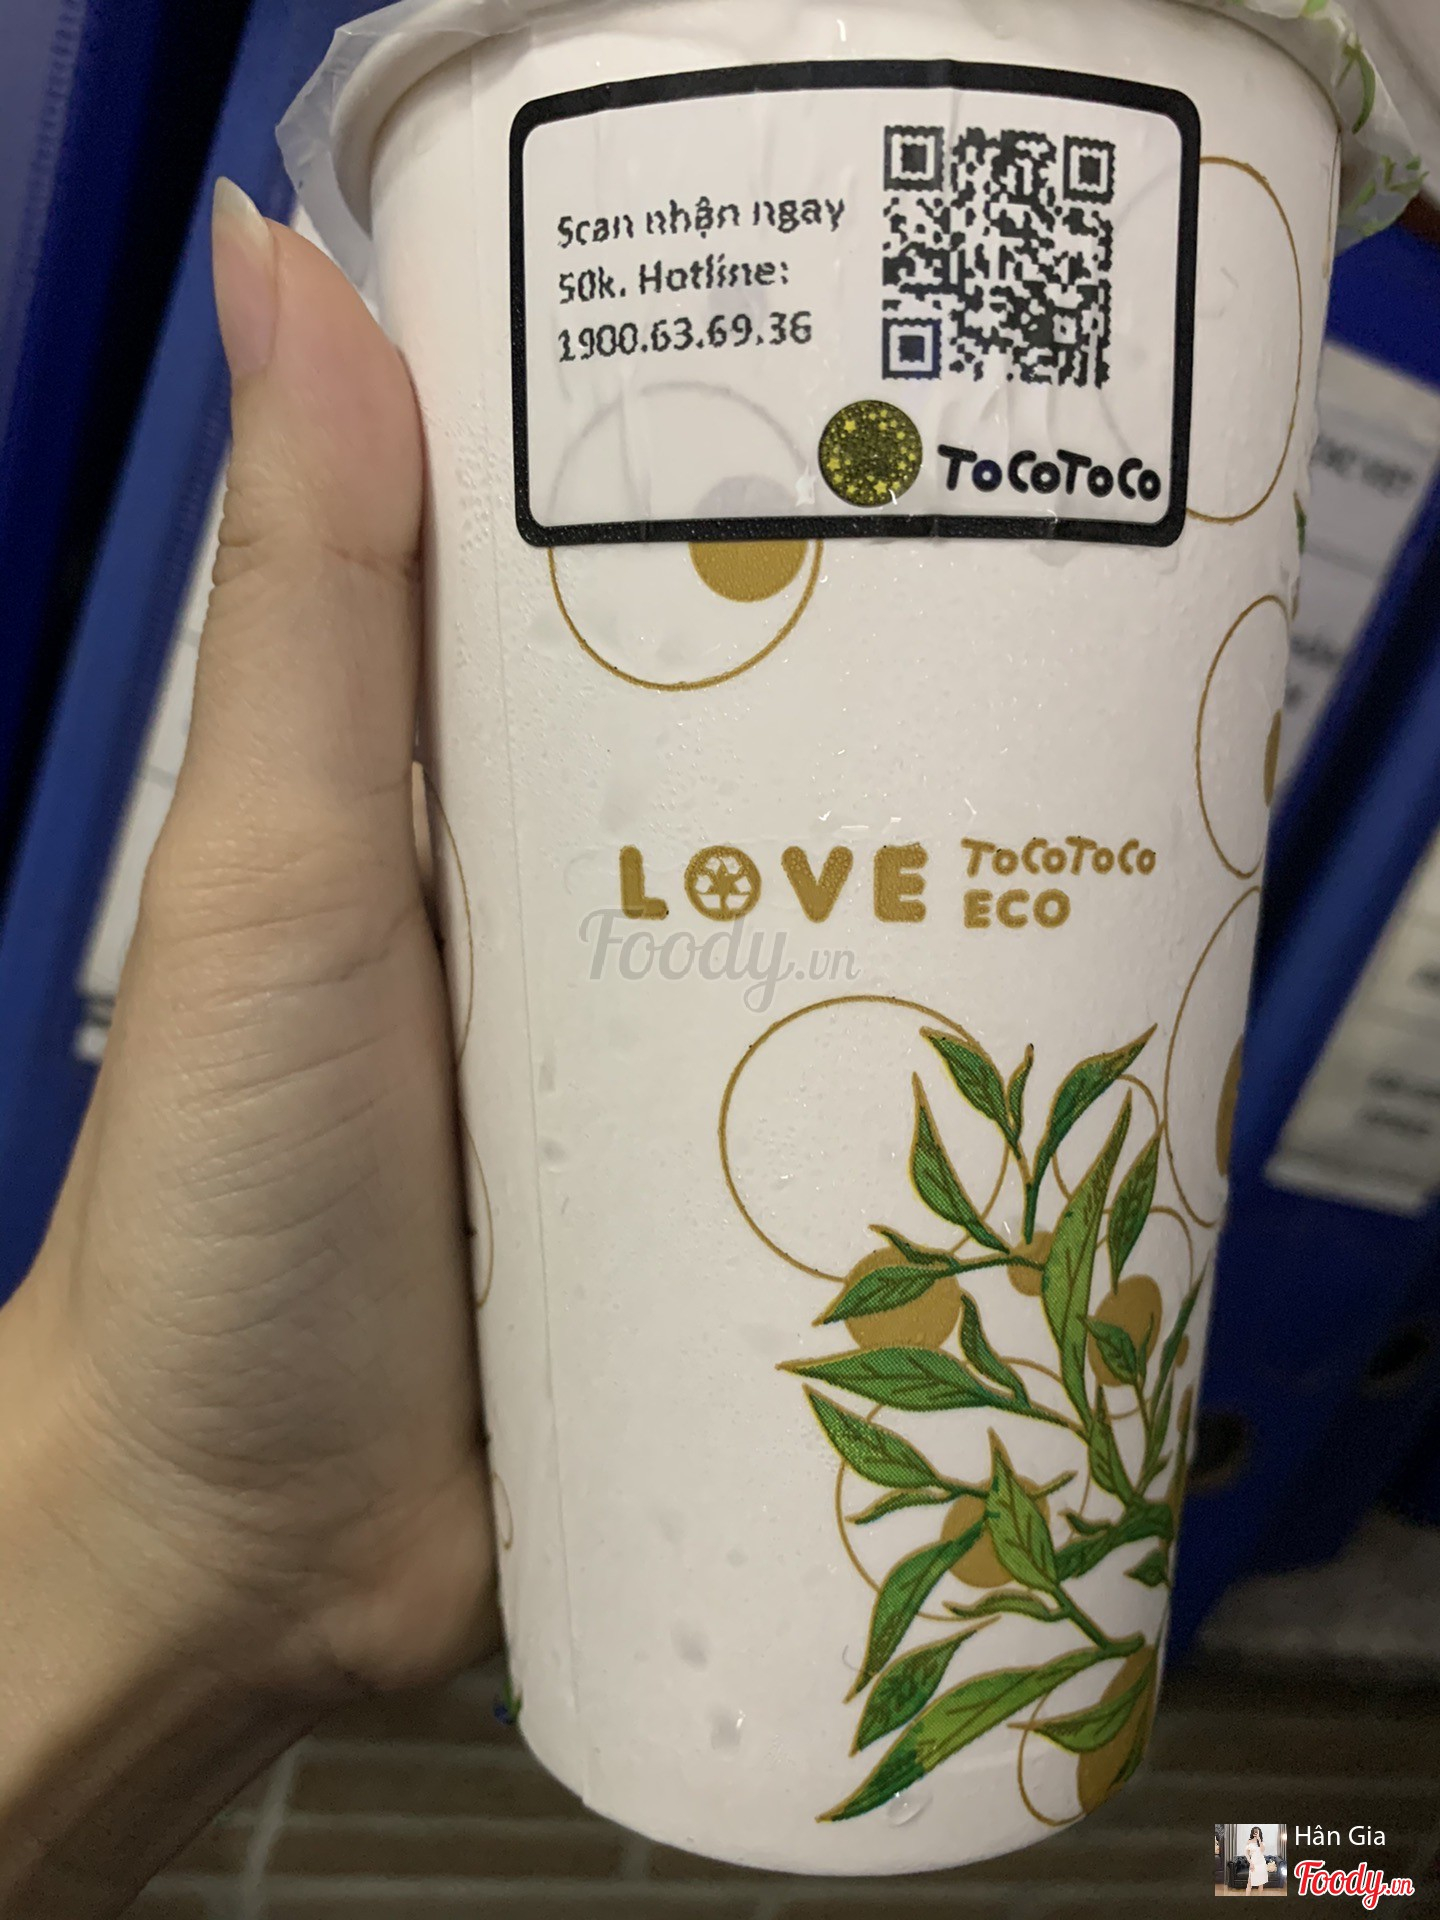 Scan nhận ngay
50k. Hotline:
1900.63.69.36
ToCoToCo
LOVE ToCoToCo
ECO
Foody.vn
Hân Gia
Foody.vn